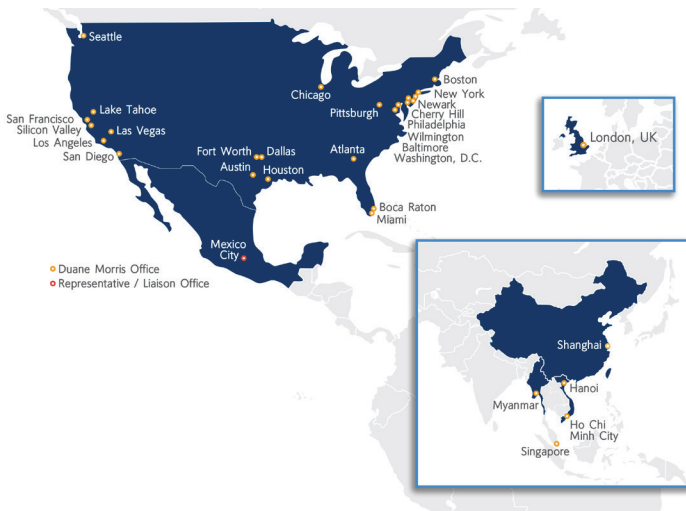 Seattle
Boston
Chicago
New York
Newark
Pittsburgh
Cherry Hill
Philadelphia
Wilmington
Baltimore
Washington, D.C.
Lake Tahoe
San Francisco
Silicon Valley
Las Vegas
Los Angeles
San Diego
Fort Worth
Dallas
Atlanta
Austin
Houston
Boca Raton
Miami
Mexico
City
Duane Morris Office
Representative / Liaison Office
London, UK
Shanghai
Hanoi
Myanmar
Ho Chi
Minh City
Singapore